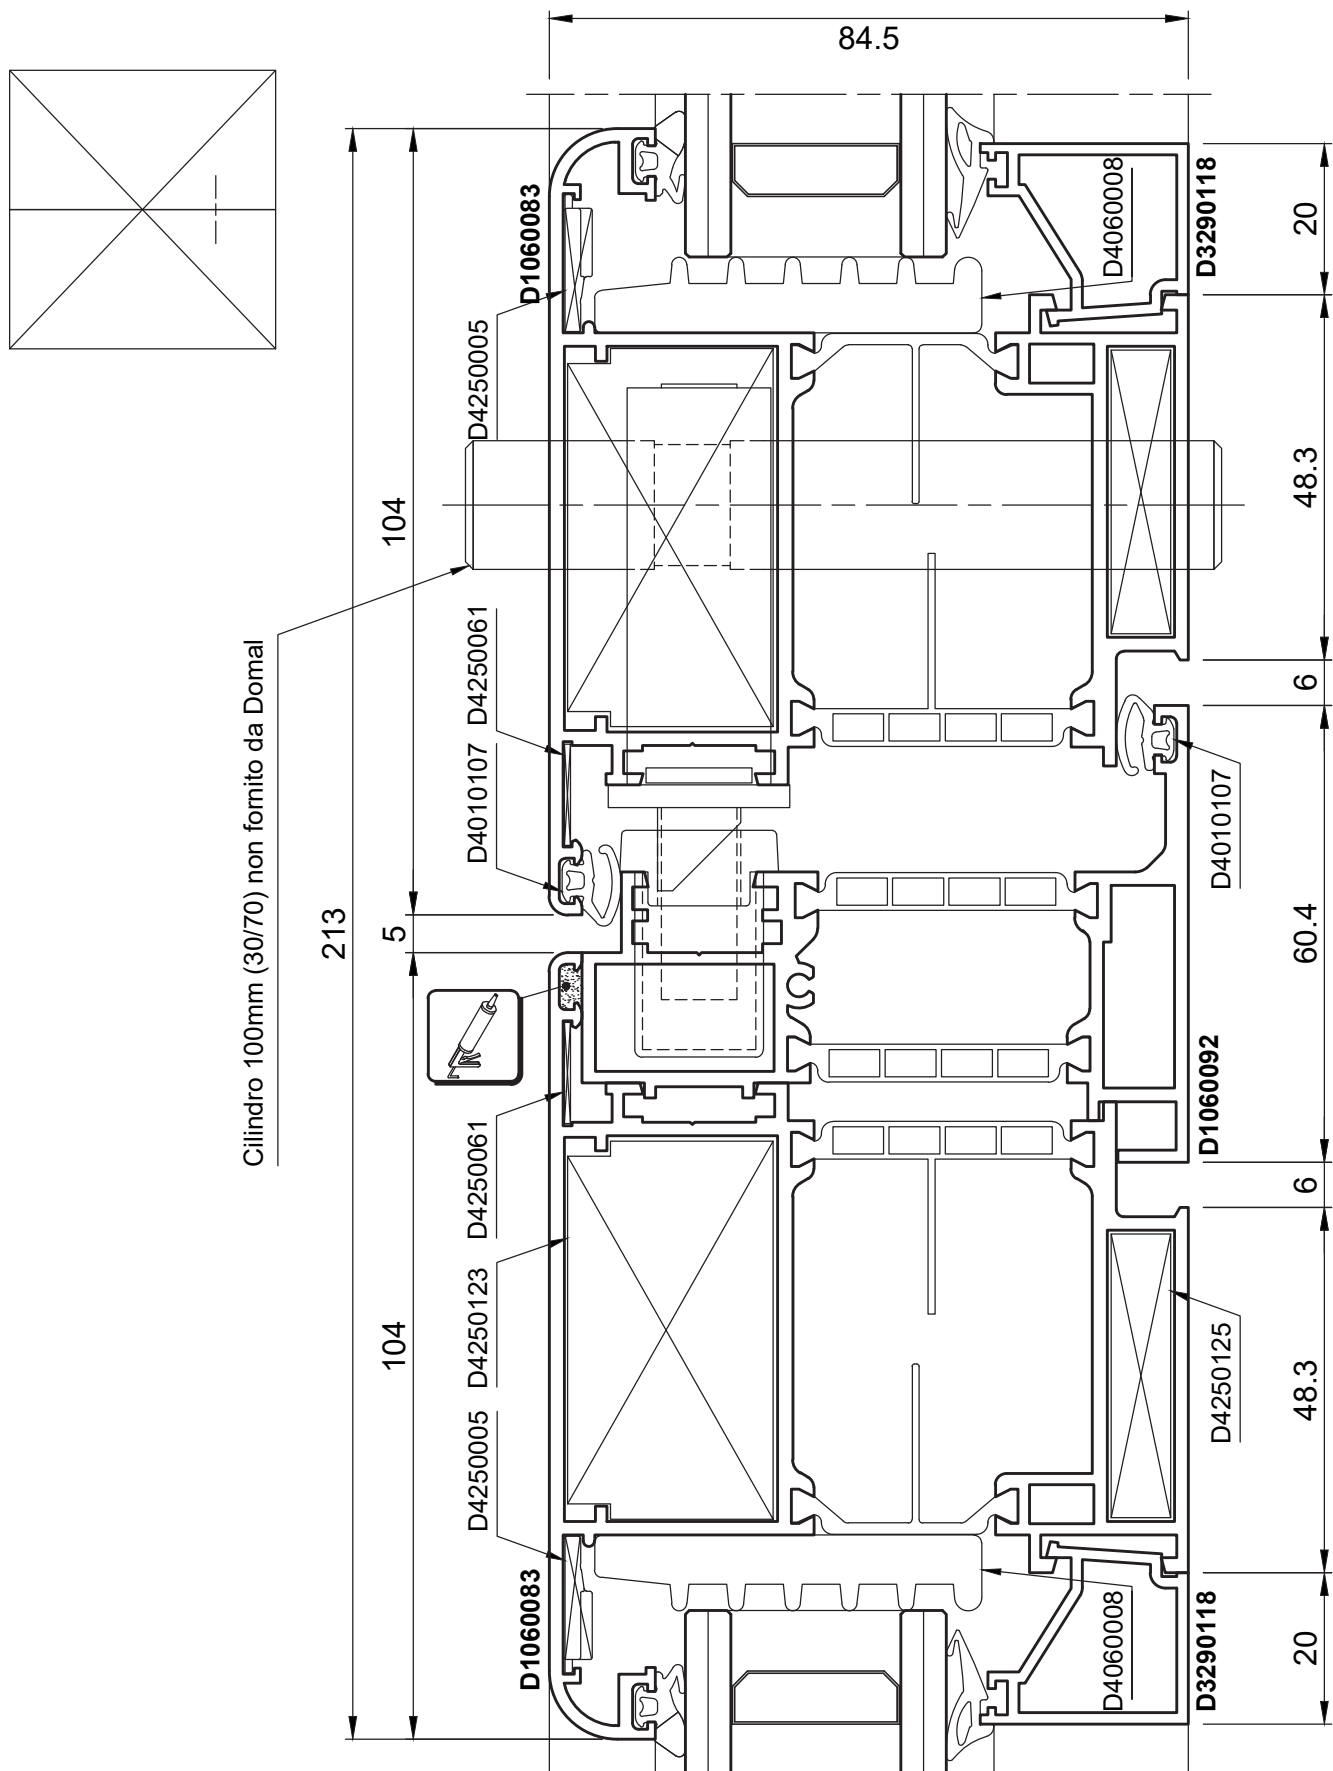 84.5
D1060083
D4060008
D3290118
20
D4250005
104
48.3
Cilindro 100mm (30/70) non fornito da Domal
D4250061
D4010107
6
D4010107
213
5
60.4
D1060092
D4250061
6
D4250123
104
D4250125
48.3
D4250005
D1060083
D4060008
D3290118
20